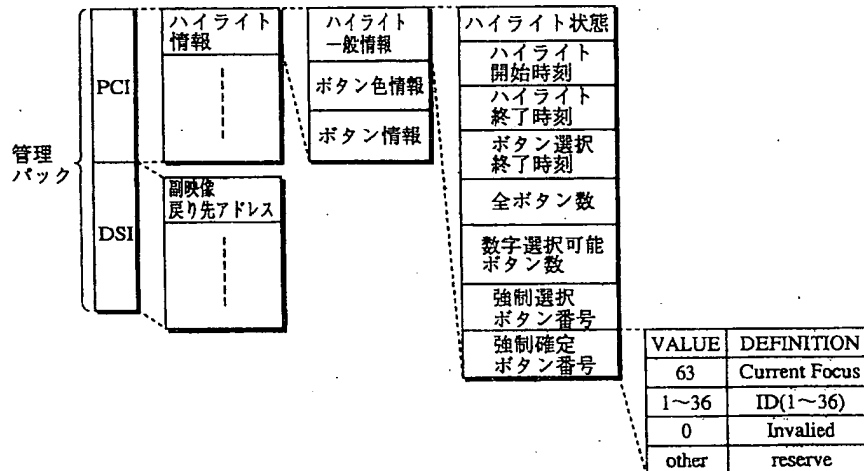 管理
パック
PCI
DSI
ハイライト
情報
副映像
戻り先アドレス
ハイライト
一般情報
ボタン色情報
ボタン情報
ハイライト状態
ハイライト
開始時刻
ハイライト
終了時刻
ボタン選択
終了時刻
全ボタン数
数字選択可能
ボタン数
強制選択
ボタン番号
強制確定
ボタン番号
VALUE DEFINITION
63 Current Focus
1〜36 ID(1〜36)
0 Invalied
other reserve